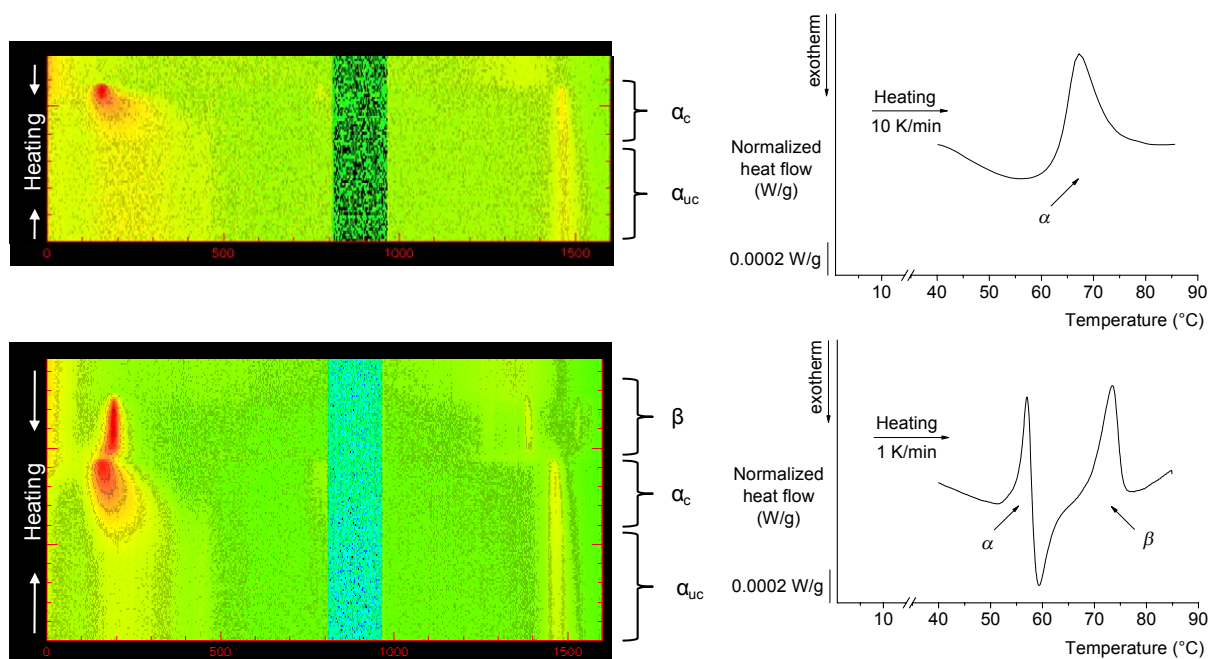 Heating
0
500
1000
1500
αc
αuc
exotherm
Heating
10 K/min
Normalized
heat flow
(W/g)
α
0.0002 W/g
10 40 50 60 70 80 90
Temperature (°C)
Heating
0
500
1000
1500
β
αc
αuc
exotherm
Heating
1 K/min
Normalized
heat flow
(W/g)
α
β
0.0002 W/g
10 40 50 60 70 80 90
Temperature (°C)